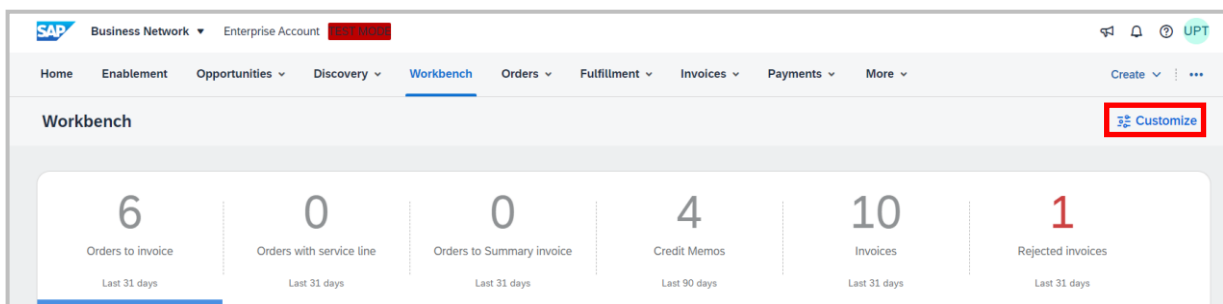 SAP Business Network Enterprise Account TEST MODE UPT
Home Enablement Opportunities Discovery Workbench Orders Fulfillment Invoices Payments More Create
Workbench Customize
6 0 0 4 10 1
Orders to invoice Orders with service line Orders to Summary invoice Credit Memos Invoices Rejected invoices
Last 31 days Last 31 days Last 31 days Last 90 days Last 31 days Last 31 days